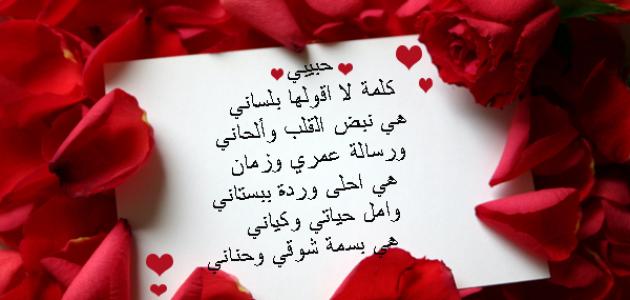 حبيبي
كلمة لا اقولها بلساني
هي نبض القلب وألحاني
ورسالة عمري وزمان
هي احلى وردة ببستاني
وامل حياتي وكياني
هي بسمة شوقي وحناني